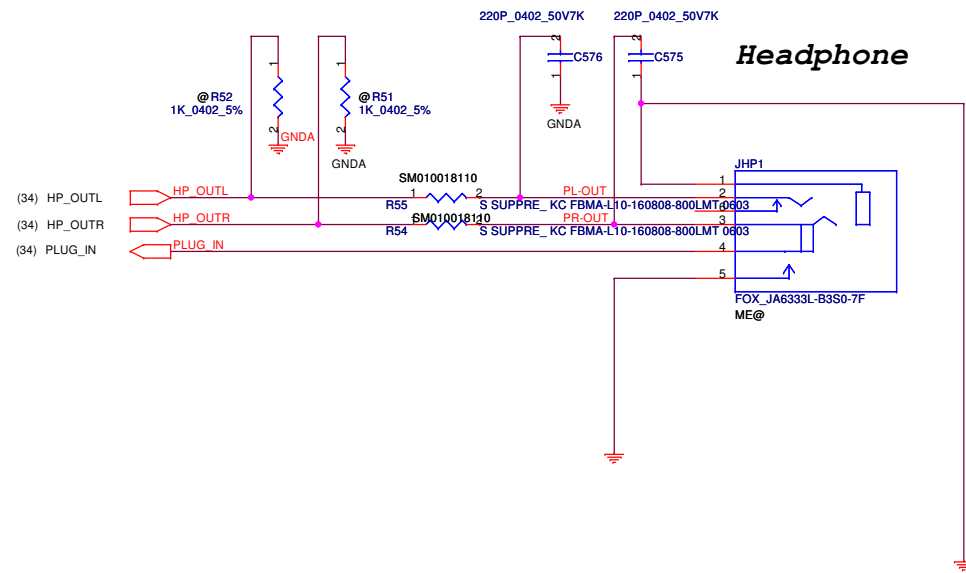 220P_0402_50V7K
220P_0402_50V7K
Headphone
2
C576
1
GNDA
2
C575
1
1
@ R52
1K_0402_5%
2
GNDA
1
@ R51
1K_0402_5%
2
GNDA
JHP1
SM010018110
(34) HP_OUTL
HP_OUTL
1
2
R55
PL-OUT
S SUPPRE_ KC FBMA-L10-160808-800LMT 0603
(34) HP_OUTR
HP_OUTR
SM010018110
1
2
R54
PR-OUT
S SUPPRE_ KC FBMA-L10-160808-800LMT 0603
(34) PLUG_IN
PLUG_IN
1
2
6
3
4
5
FOX_JA6333L-B3S0-7F
ME@